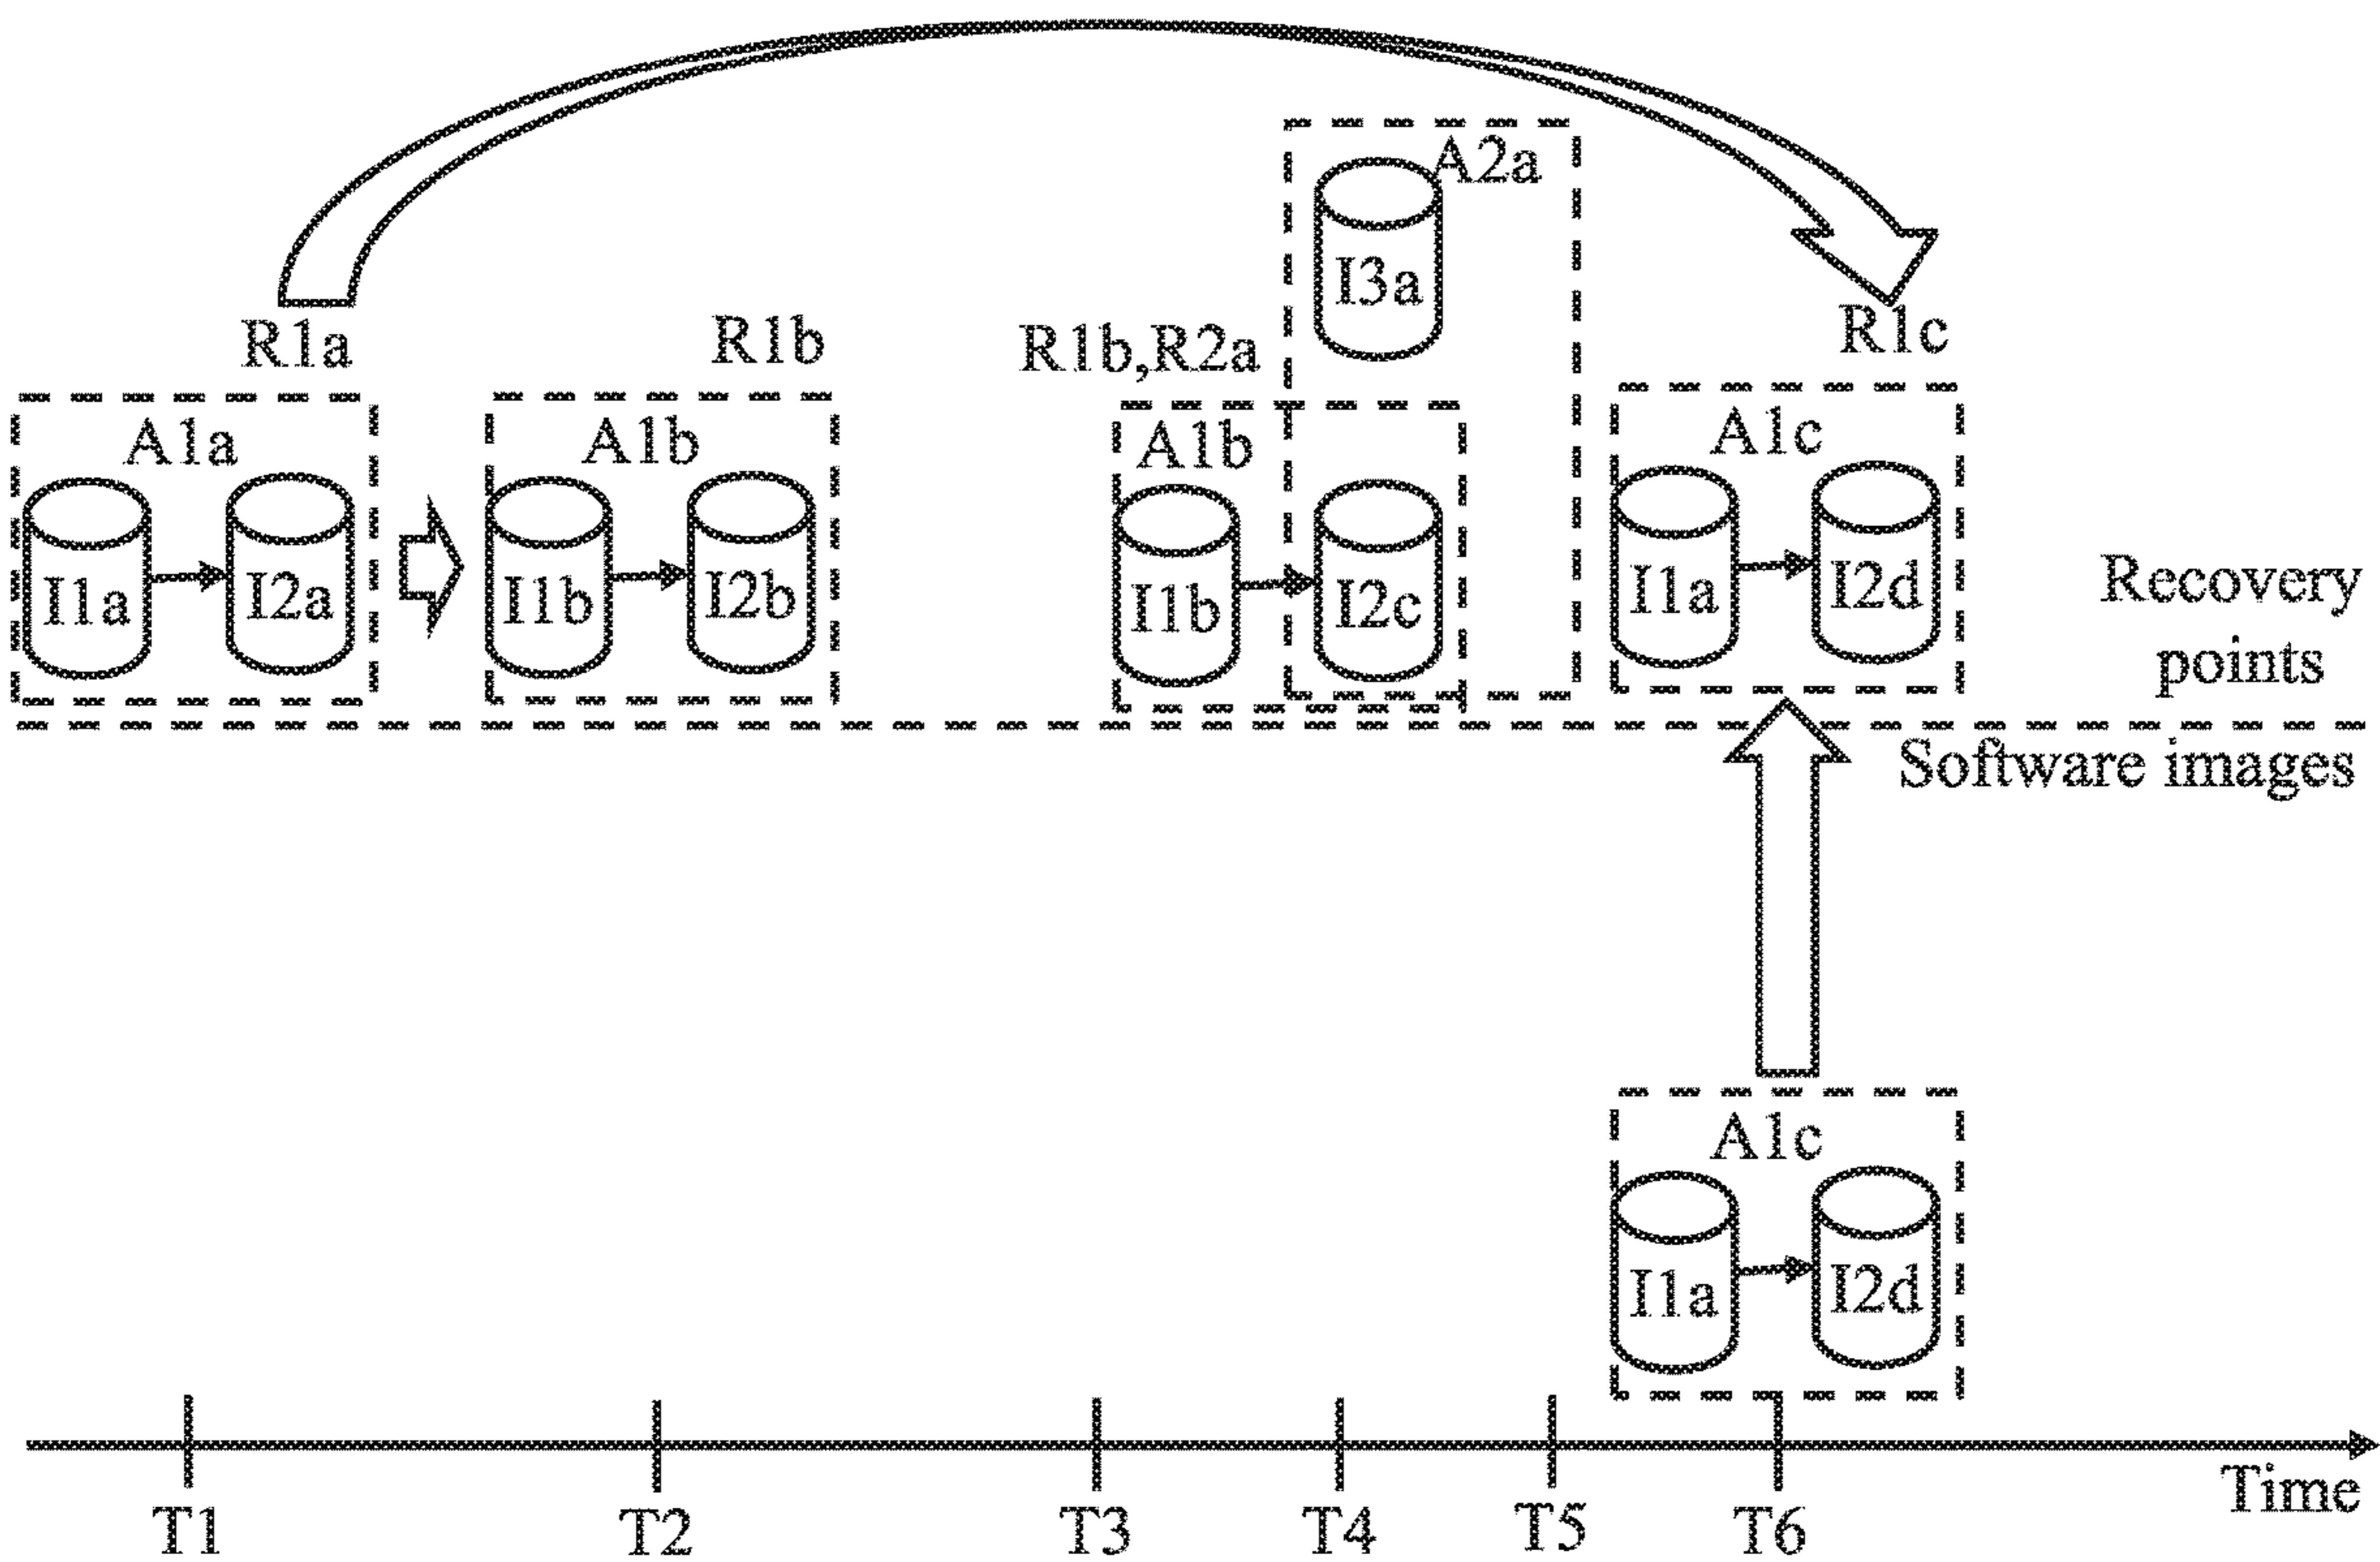 A2a
I3a
R1a
R1b
R1b,R2a
R1c
A1a
A1b
A1b
A1c
I1a
I2a
I1b
I2b
I1b
I2c
I1a
I2d
Recovery
points
Software images
A1c
I1a
I2d
Time
T1
T2
T3
T4
T5
T6